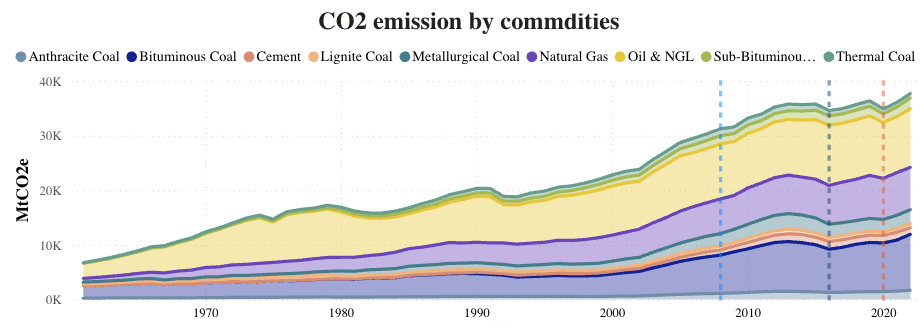 CO2 emission by commdities
Anthracite Coal Bituminous Coal Cement Lignite Coal Metallurgical Coal Natural Gas Oil & NGL Sub-Bituminou… Thermal Coal
40K
30K
20K
10K
0K
MtCO2e
1970 1980 1990 2000 2010 2020